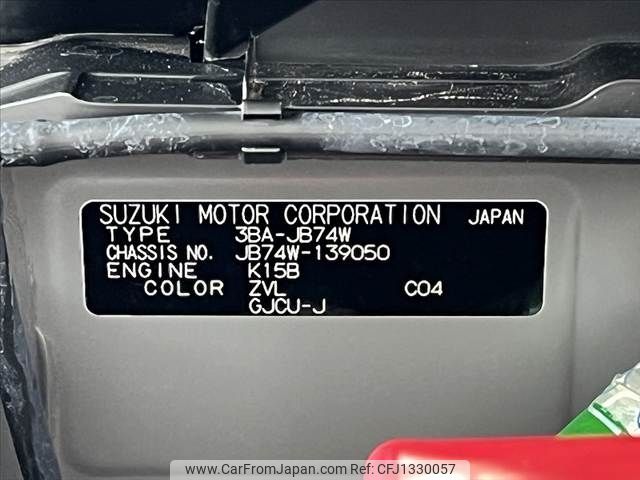 SUZUKI MOTOR CORPORATION JAPAN
TYPE 3BA-JB74W
CHASSIS NO. JB74W-139050
ENGINE K15B
COLOR ZVL C04
GJCU-J
www.CarFromJapan.com | REF No: CFJ1330057